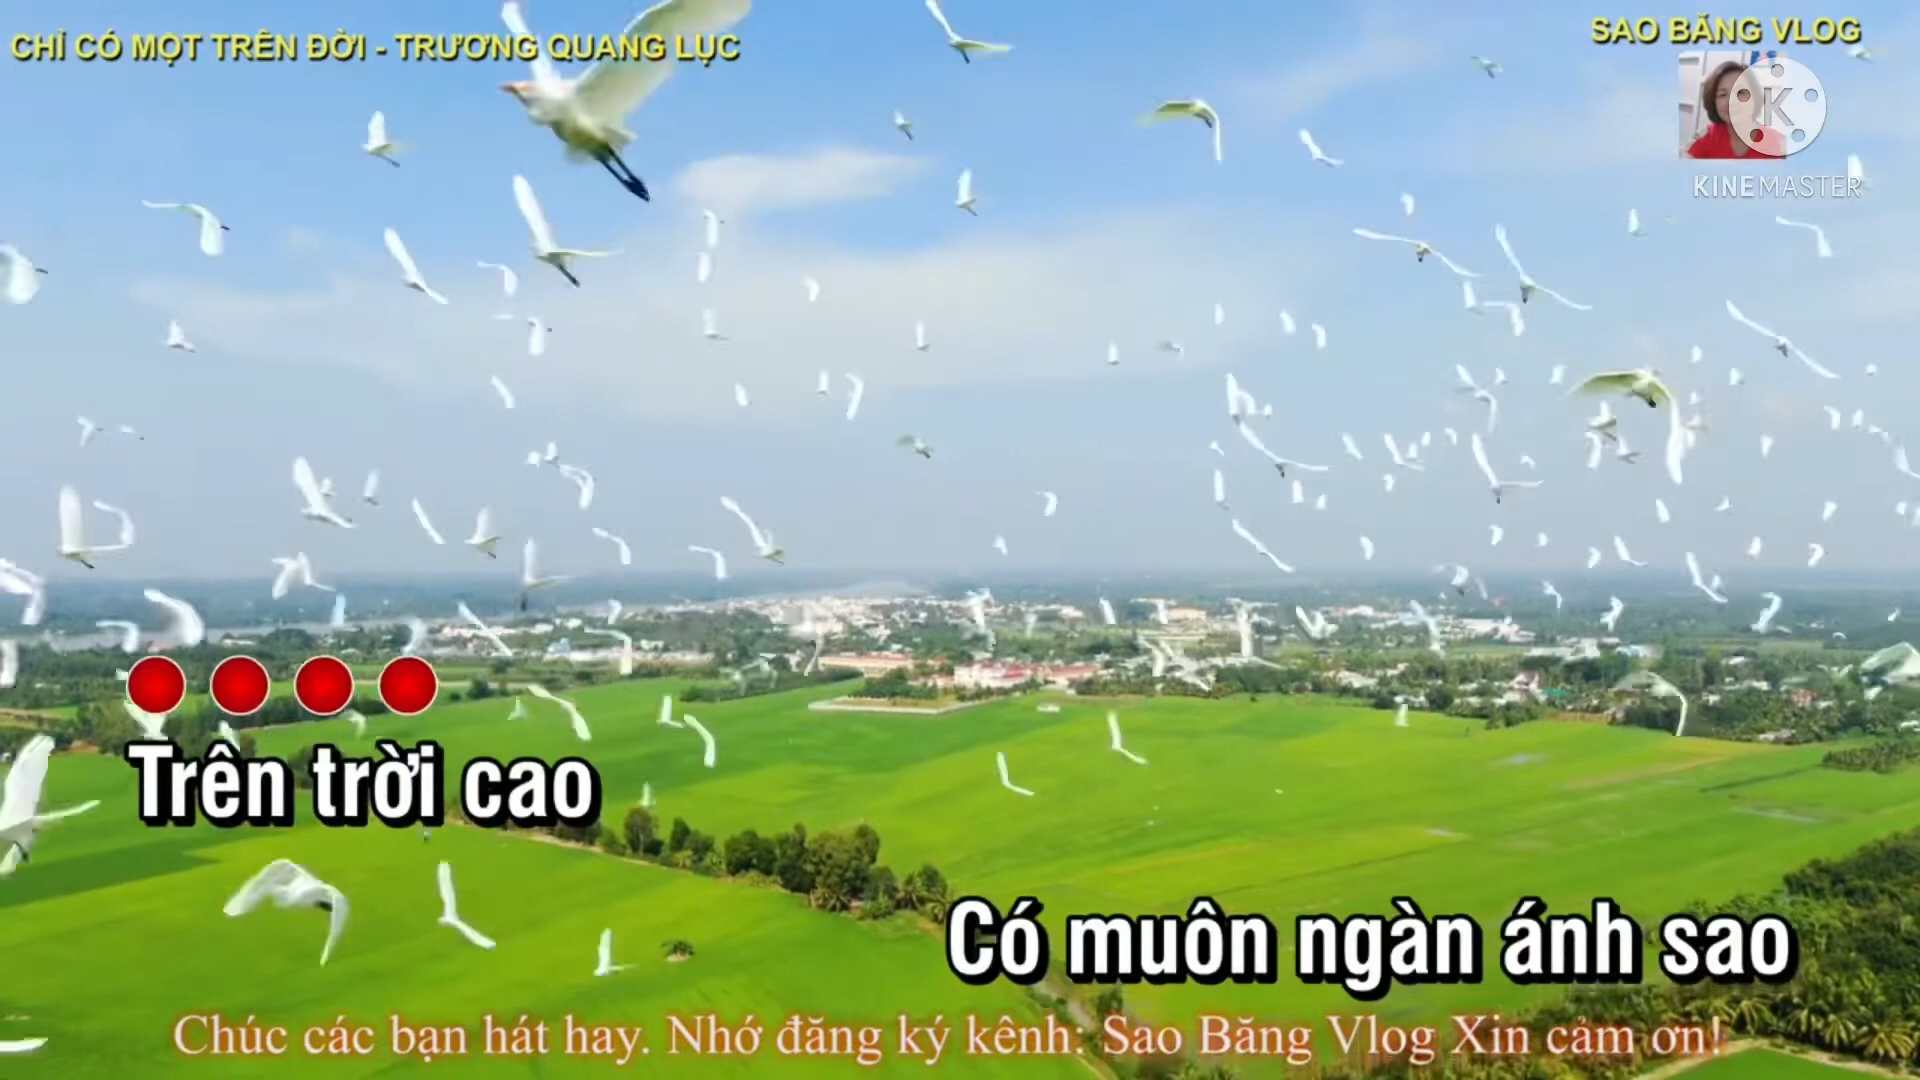 CHỈ CÓ MỘT TRÊN ĐỜI - TRƯƠNG QUANG LỤC
SAO BĂNG VLOG
K
KINEMASTER
Trên trời cao
Có muôn ngàn ánh sao
Chúc các bạn hát hay. Nhớ đăng ký kênh: Sao Băng Vlog Xin cảm ơn!